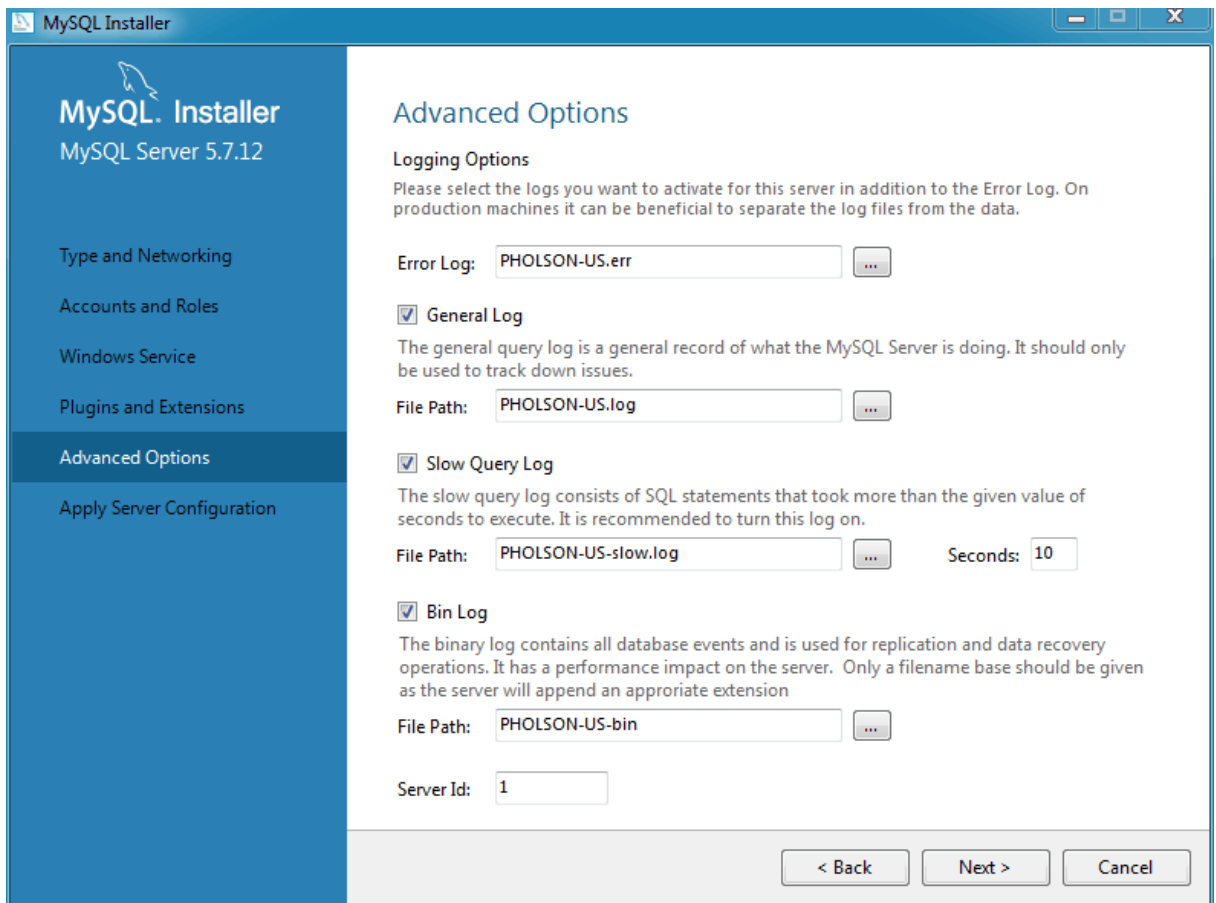 MySQL Installer
MySQL. Installer
MySQL Server 5.7.12
Type and Networking
Accounts and Roles
Windows Service
Plugins and Extensions
Advanced Options
Apply Server Configuration
Advanced Options
Logging Options
Please select the logs you want to activate for this server in addition to the Error Log. On
production machines it can be beneficial to separate the log files from the data.
Error Log: PHOLSON-US.err ...
General Log
The general query log is a general record of what the MySQL Server is doing. It should only
be used to track down issues.
File Path: PHOLSON-US.log ...
Slow Query Log
The slow query log consists of SQL statements that took more than the given value of
seconds to execute. It is recommended to turn this log on.
File Path: PHOLSON-US-slow.log ... Seconds: 10
Bin Log
The binary log contains all database events and is used for replication and data recovery
operations. It has a performance impact on the server.  Only a filename base should be given
as the server will append an approriate extension
File Path: PHOLSON-US-bin ...
Server Id: 1
< Back Next > Cancel